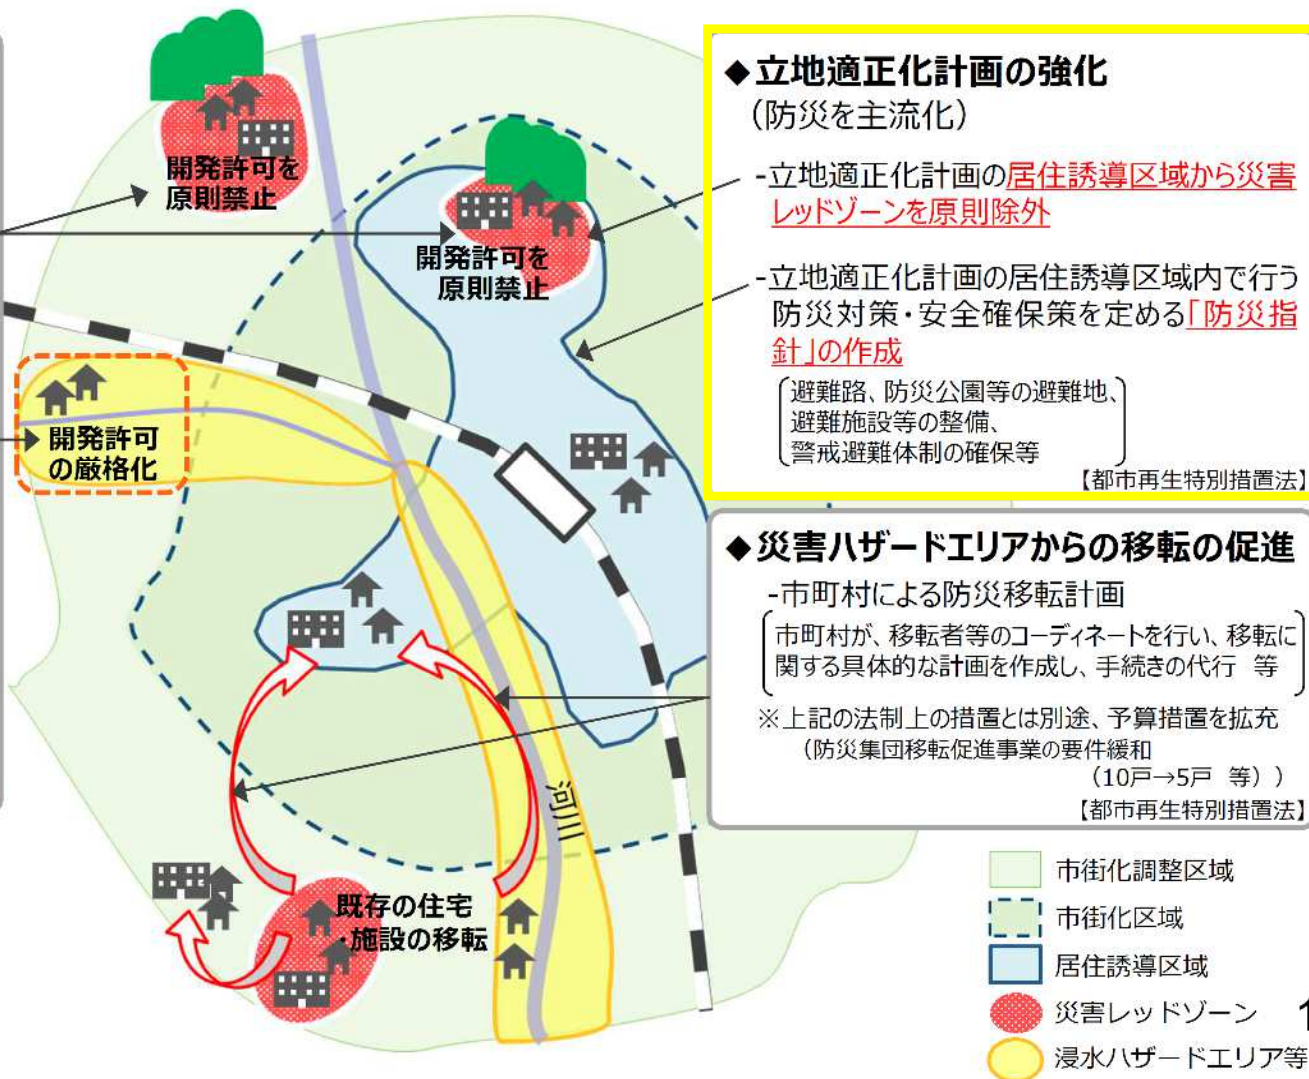 開発許可を
原則禁止
開発許可を
原則禁止
開発許可
の厳格化
河川
既存の住宅
・施設の移転
◆立地適正化計画の強化
（防災を主流化）
-立地適正化計画の居住誘導区域から災害
レッドゾーンを原則除外
-立地適正化計画の居住誘導区域内で行う
防災対策・安全確保策を定める「防災指
針」の作成
避難路、防災公園等の避難地、
避難施設等の整備、
警戒避難体制の確保等
【都市再生特別措置法】
◆災害ハザードエリアからの移転の促進
-市町村による防災移転計画
市町村が、移転者等のコーディネートを行い、移転に
関する具体的な計画を作成し、手続きの代行 等
※上記の法制上の措置とは別途、予算措置を拡充
（防災集団移転促進事業の要件緩和
（10戸→5戸 等））
【都市再生特別措置法】
市街化調整区域
市街化区域
居住誘導区域
災害レッドゾーン
浸水ハザードエリア等
1